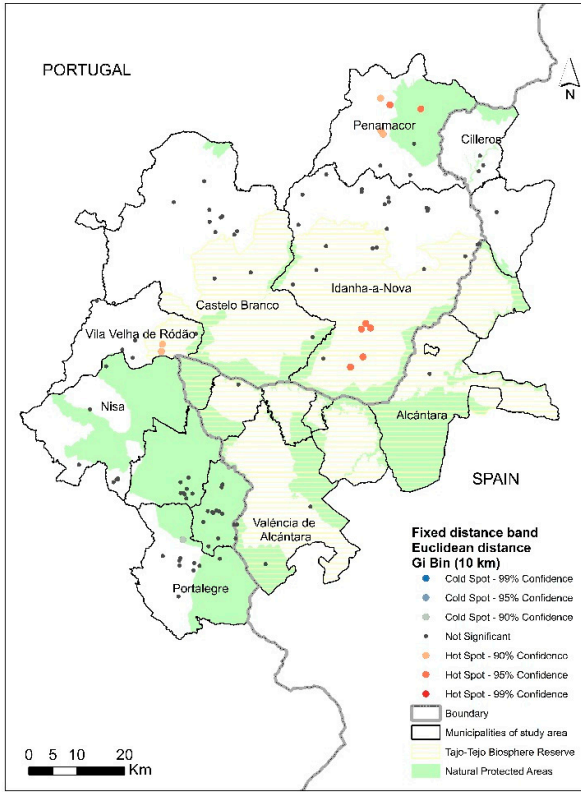 PORTUGAL
N
Penamacor
Cilleros
Idanha-a-Nova
Castelo Branco
Vila Velha de Ródão
Nisa
Alcántara
SPAIN
Valência de
Alcántara
Portalegre
Fixed distance band
Euclidean distance
Gi Bin (10 km)
Cold Spot - 99% Confidence
Cold Spot - 95% Confidence
Cold Spot - 90% Confidence
Not Significant
Hot Spot - 90% Confidence
Hot Spot - 95% Confidence
Hot Spot - 99% Confidence
Boundary
Municipalities of study area
Tajo-Tejo Biosphere Reserve
Natural Protected Areas
0 5 10 20
Km